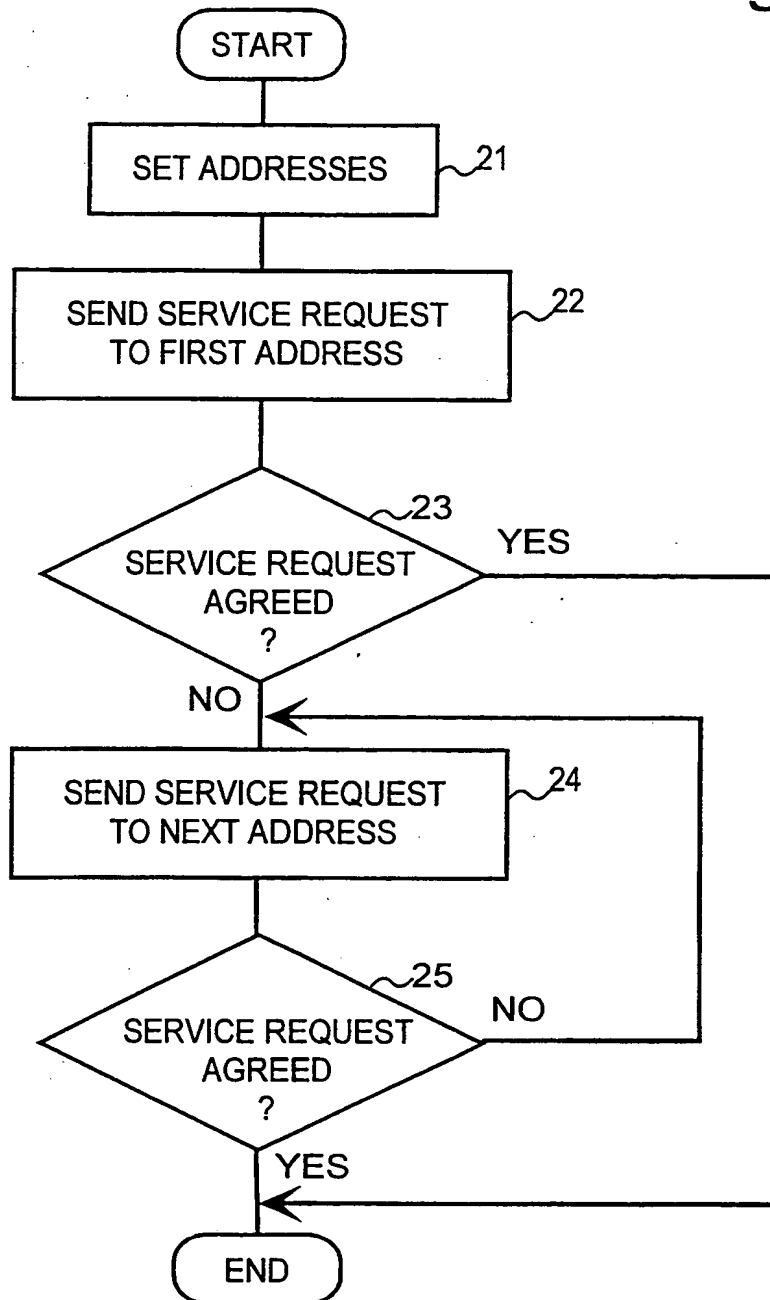 START
SET ADDRESSES
21
SEND SERVICE REQUEST
TO FIRST ADDRESS
22
23
SERVICE REQUEST
AGREED
?
YES
NO
SEND SERVICE REQUEST
TO NEXT ADDRESS
24
25
SERVICE REQUEST
AGREED
?
NO
YES
END